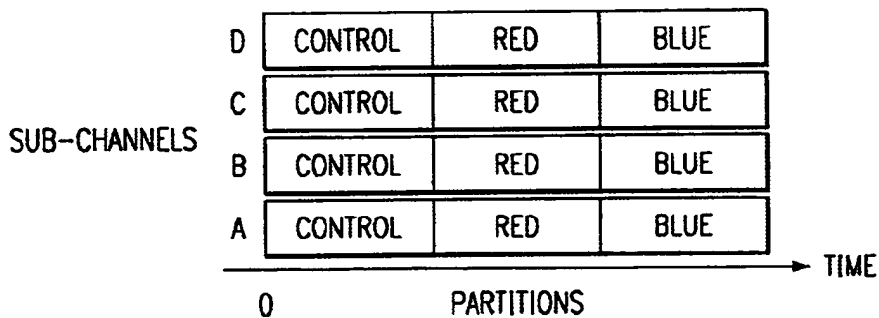 D CONTROL RED BLUE
C CONTROL RED BLUE
SUB-CHANNELS
B CONTROL RED BLUE
A CONTROL RED BLUE
TIME
0 PARTITIONS